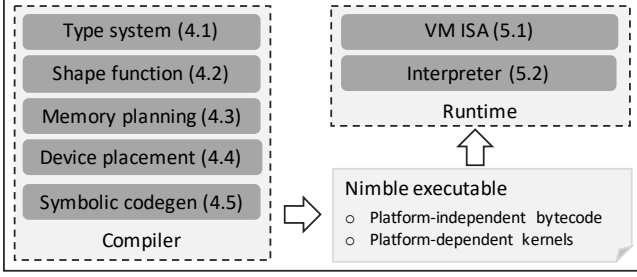 Type system (4.1)
Shape function (4.2)
Memory planning (4.3)
Device placement (4.4)
Symbolic codegen (4.5)
Compiler
VM ISA (5.1)
Interpreter (5.2)
Runtime
Nimble executable
○ Platform-independent bytecode
○ Platform-dependent kernels